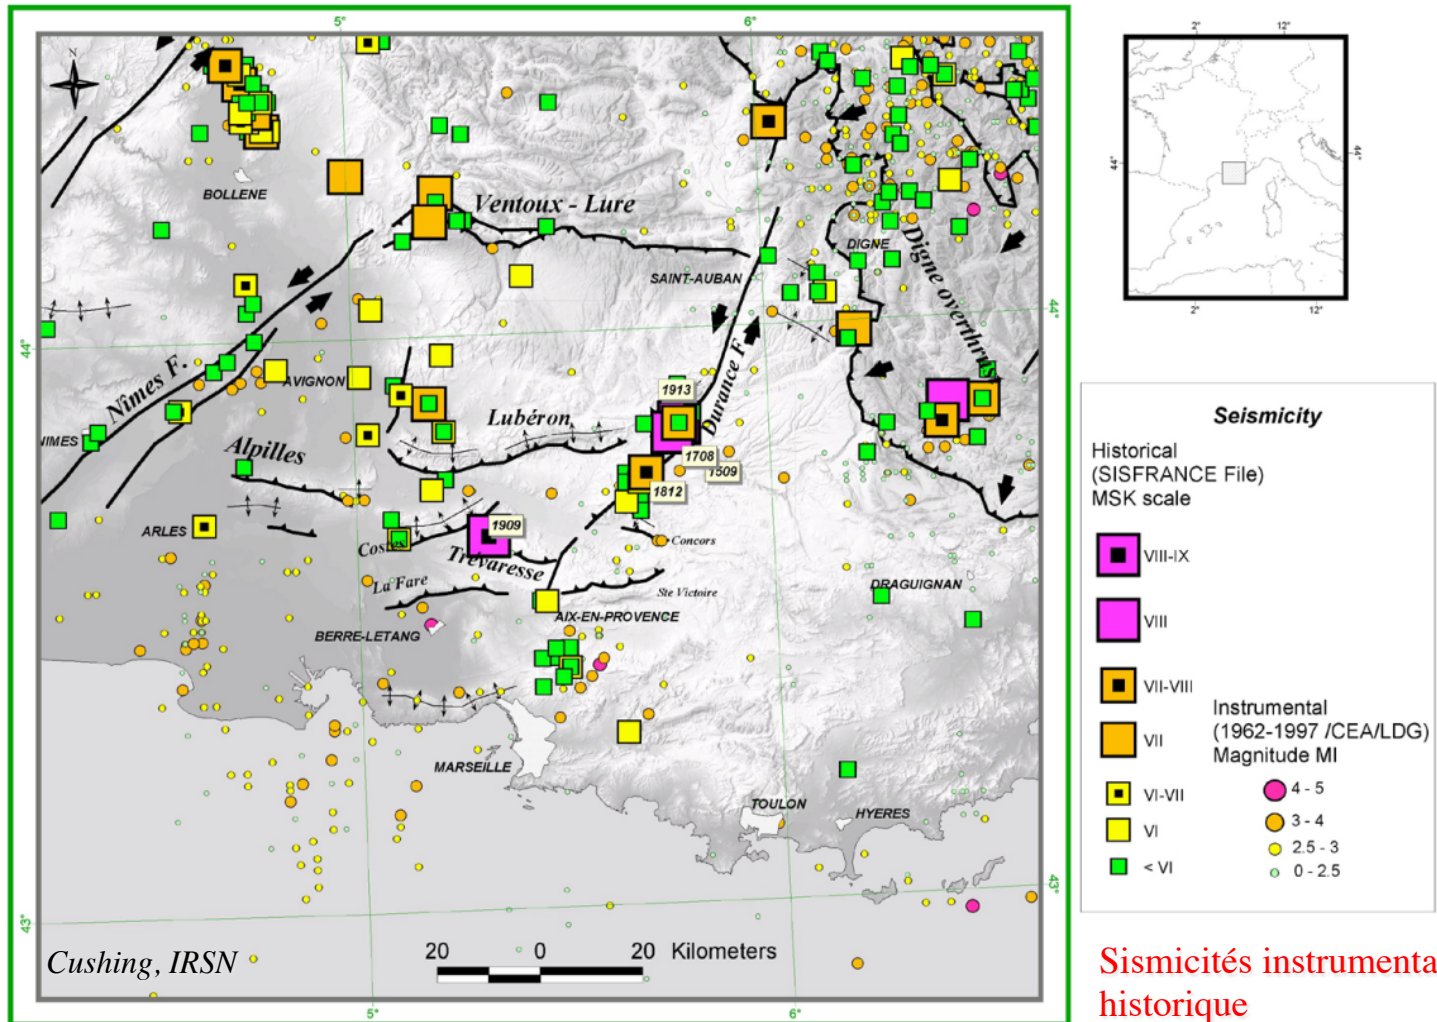 5°
6°
N
BOLLENE
Ventoux - Lure
SAINT-AUBAN
DIGNE
Digne overthrust
44°
44°
Nîmes F.
AVIGNON
Durance F.
1913
Lubéron
NIMES
Alpilles
1708
1509
1812
ARLES
1909
Costes
Trévaresse
Concors
La Fare
Ste Victoire
DRAGUIGNAN
BERRE-LETANG
AIX-EN-PROVENCE
MARSEILLE
TOULON
HYERES
43°
43°
Cushing, IRSN
20 0 20 Kilometers
5°
6°
2° 12°
44° 44°
2° 12°
Seismicity
Historical
(SISFRANCE File)
MSK scale
VIII-IX
VIII
VII-VIII
VII
VI-VII
VI
< VI
Instrumental
(1962-1997 /CEA/LDG)
Magnitude Ml
4 - 5
3 - 4
2.5 - 3
0 - 2.5
Sismicités instrumenta
historique